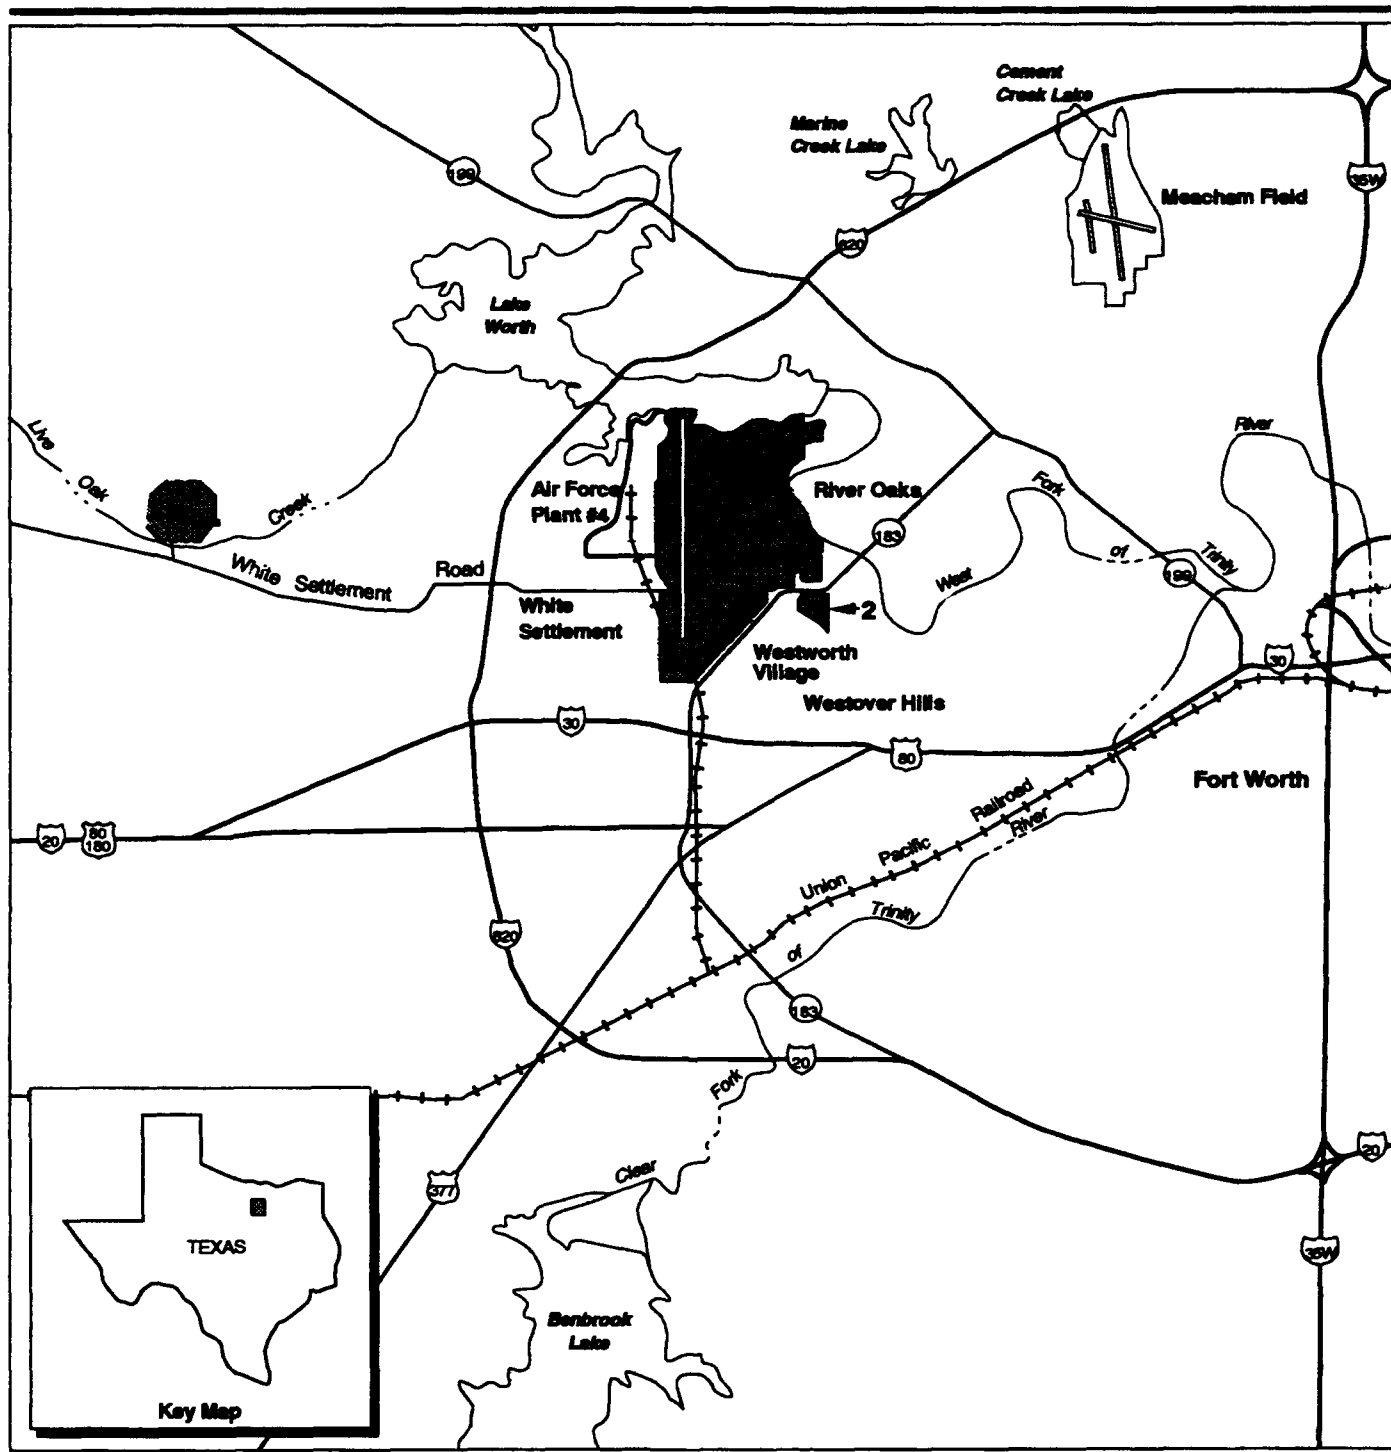 Cement
Creek Lake
Marine
Creek Lake
199
35W
Meacham Field
820
Lake
Worth
Live
Oak
Creek
River
Air Force
Plant #4
River Oaks
Fork
183
of
Trinity
White Settlement
Road
West
199
White
Settlement
2
Westworth
Village
30
Westover Hills
30
80
Fort Worth
20
80
180
Union Pacific Railroad
River
Trinity
of
820
183
20
Fork
20
Clear
377
TEXAS
35W
Benbrook
Lake
Key Map